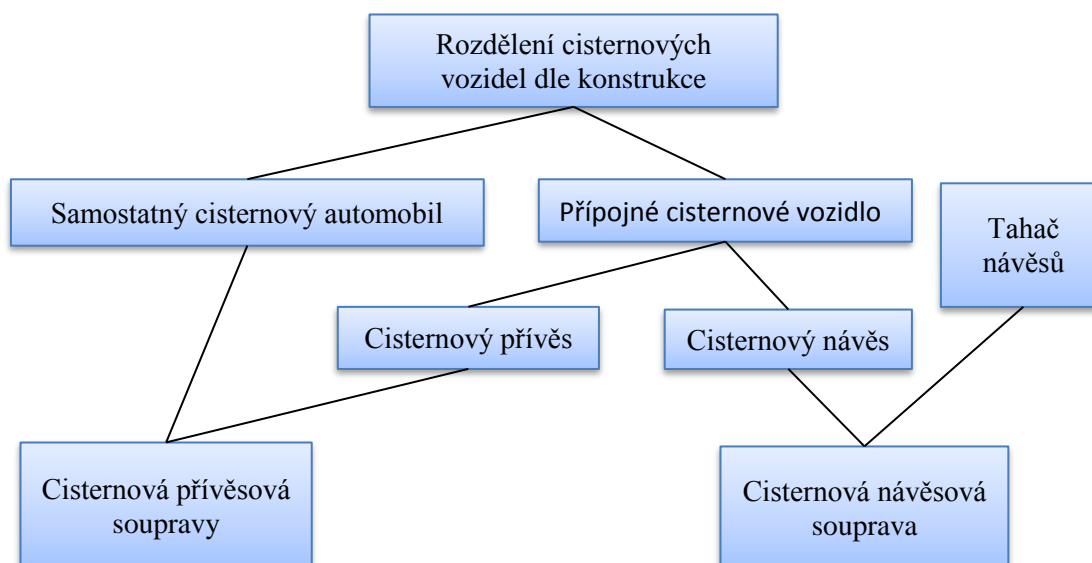 Rozdělení cisternových
vozidel dle konstrukce
Samostatný cisternový automobil
Přípojné cisternové vozidlo
Tahač
návěsů
Cisternový přívěs
Cisternový návěs
Cisternová přívěsová
soupravy
Cisternová návěsová
souprava